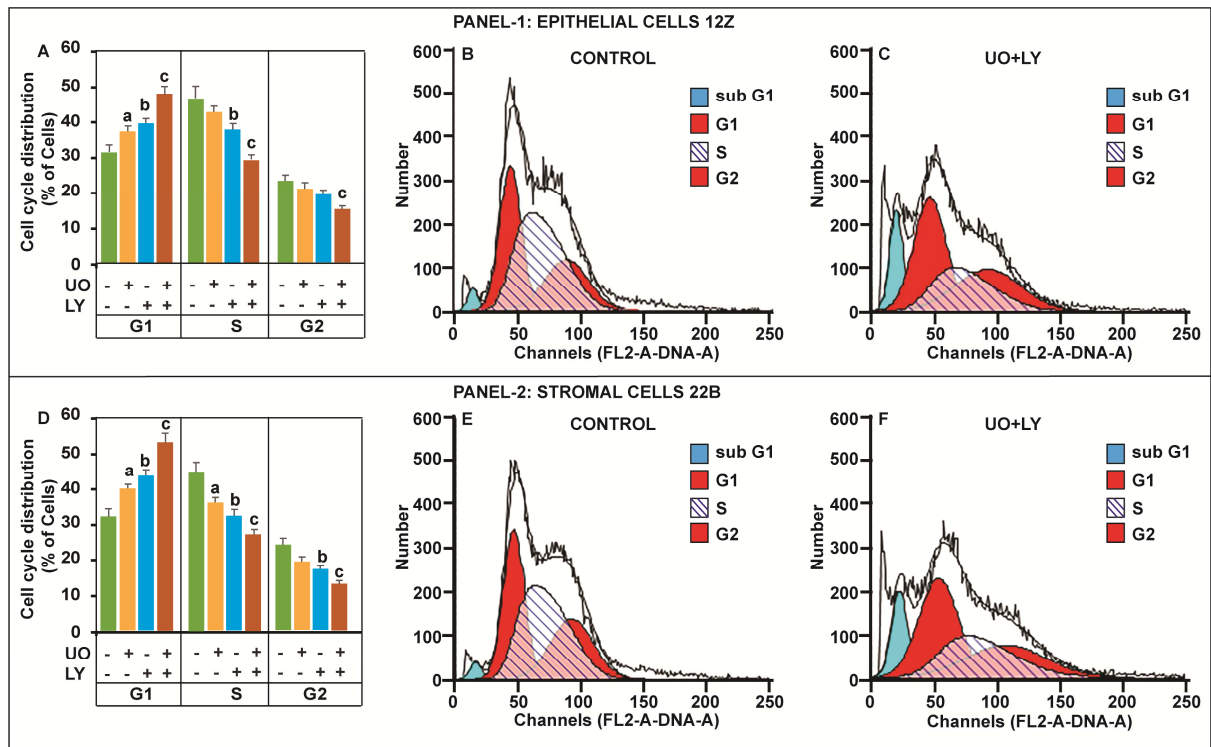 PANEL-1: EPITHELIAL CELLS 12Z
A
Cell cycle distribution
(% of Cells)
60
50
40
30
20
10
0
a
b
c
b
c
c
UO - + - + - + - + - + - +
LY - - + + - - + + - - + +
G1 S G2
B
CONTROL
Number
600
500
400
300
200
100
0
sub G1
G1
S
G2
0 50 100 150 200 250
Channels (FL2-A-DNA-A)
C
UO+LY
Number
600
500
400
300
200
100
0
sub G1
G1
S
G2
0 50 100 150 200 250
Channels (FL2-A-DNA-A)
PANEL-2: STROMAL CELLS 22B
D
Cell cycle distribution
(% of Cells)
60
50
40
30
20
10
0
a
b
c
a
b
c
b
c
UO - + - + - + - + - + - +
LY - - + + - - + + - - + +
G1 S G2
E
CONTROL
Number
600
500
400
300
200
100
0
sub G1
G1
S
G2
0 50 100 150 200 250
Channels (FL2-A-DNA-A)
F
UO+LY
Number
600
500
400
300
200
100
0
sub G1
G1
S
G2
0 50 100 150 200 250
Channels (FL2-A-DNA-A)